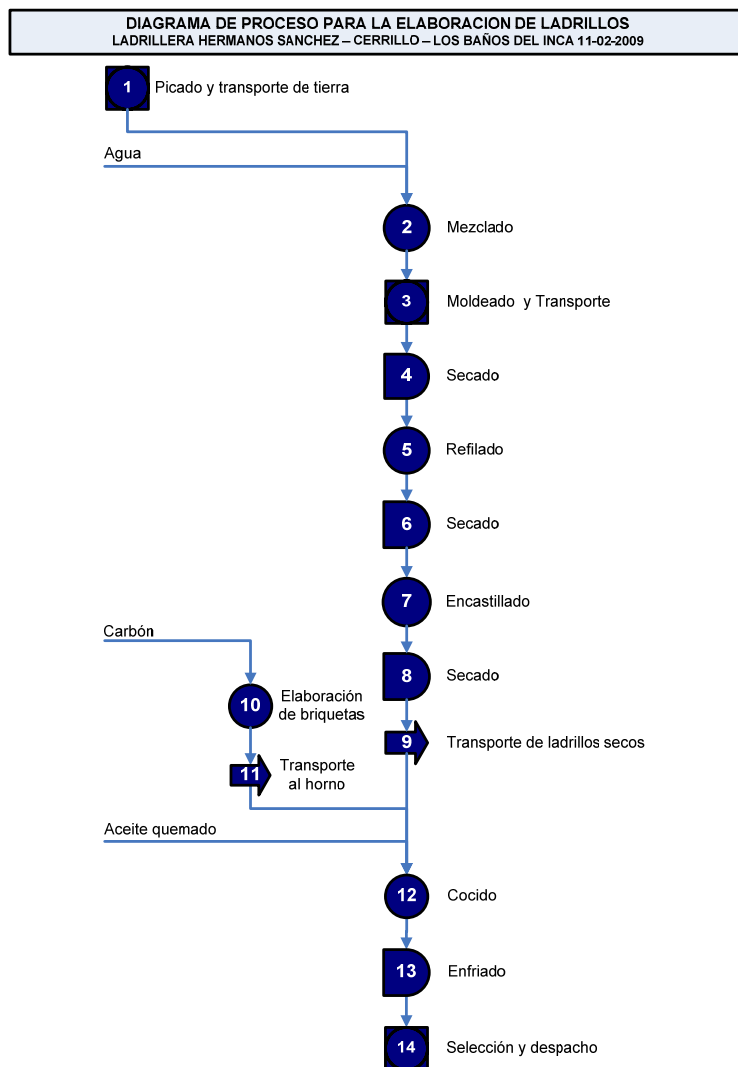 DIAGRAMA DE PROCESO PARA LA ELABORACION DE LADRILLOS
LADRILLERA HERMANOS SANCHEZ – CERRILLO – LOS BAÑOS DEL INCA 11-02-2009
1 Picado y transporte de tierra
Agua
2 Mezclado
3 Moldeado y Transporte
4 Secado
5 Refilado
6 Secado
7 Encastillado
Carbón
8 Secado
10 Elaboración
de briquetas
9 Transporte de ladrillos secos
11 Transporte
al horno
Aceite quemado
12 Cocido
13 Enfriado
14 Selección y despacho